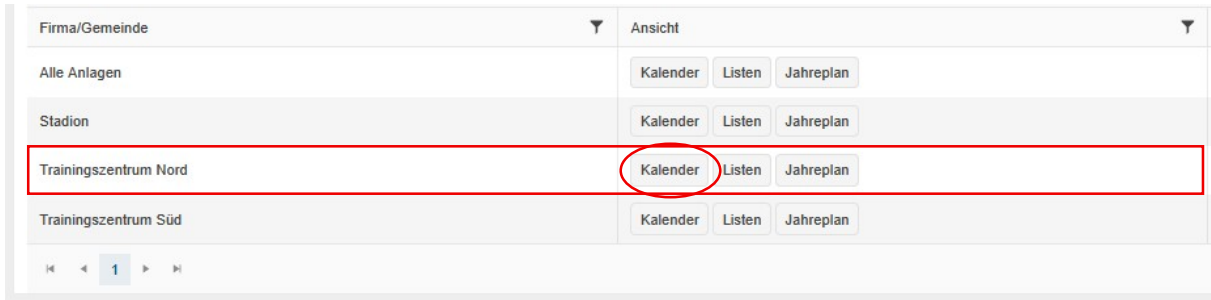 Firma/Gemeinde Ansicht
Alle Anlagen Kalender Listen Jahreplan
Stadion Kalender Listen Jahreplan
Trainingszentrum Nord Kalender Listen Jahreplan
Trainingszentrum Süd Kalender Listen Jahreplan
1